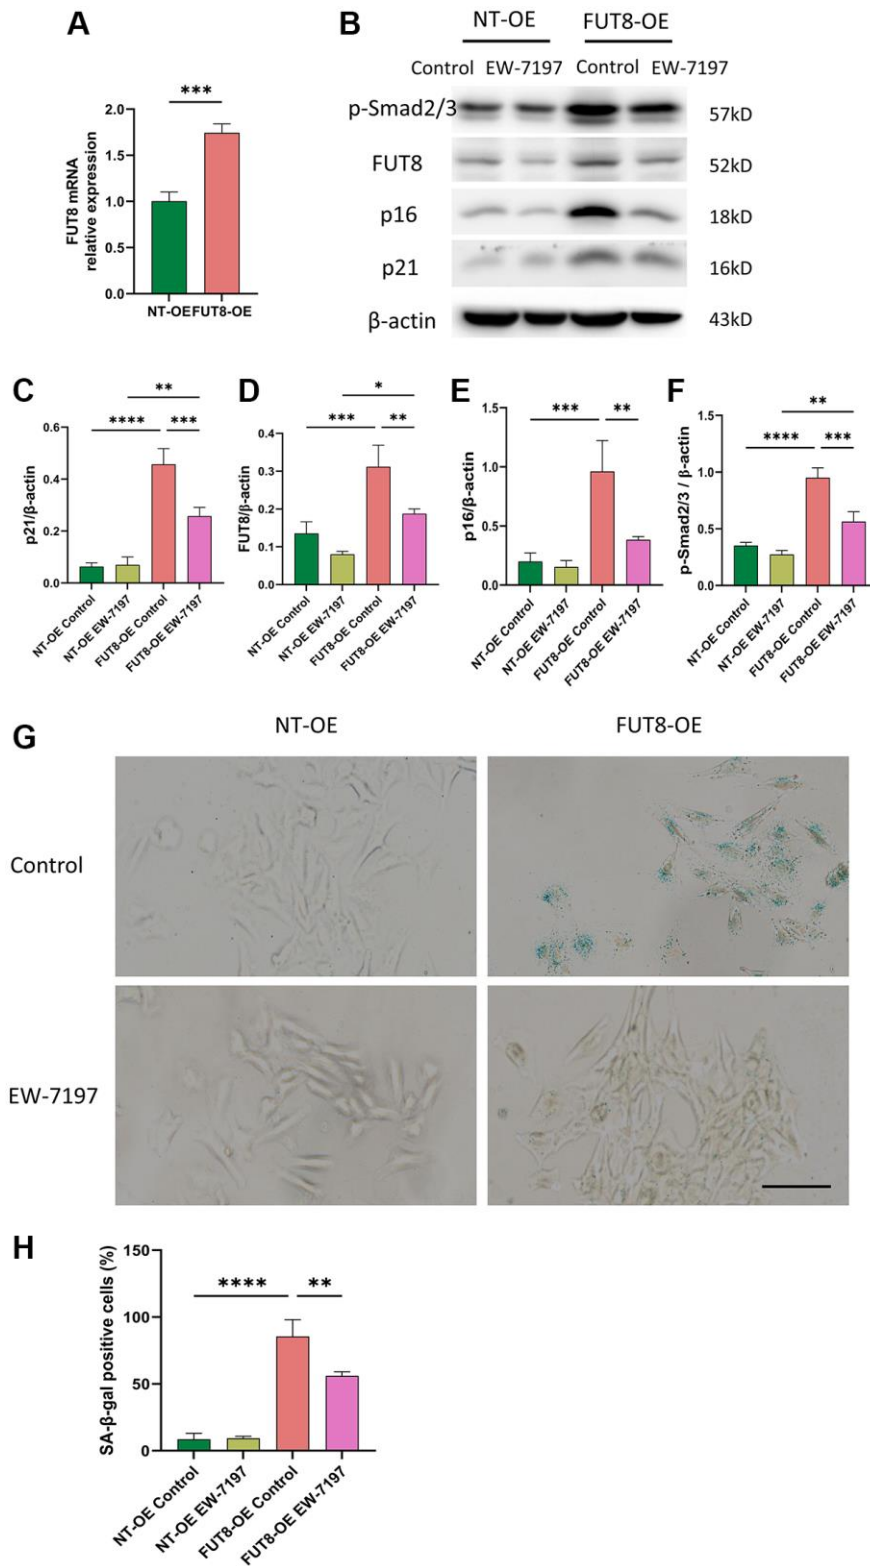 A
***
FUT8 mRNA
relative expression
2.0
1.5
1.0
0.5
0.0
NT-OE FUT8-OE
B
NT-OE FUT8-OE
Control EW-7197 Control EW-7197
p-Smad2/3 57kD
FUT8 52kD
p16 18kD
p21 16kD
β-actin 43kD
C
**
**** ***
p21/β-actin
0.6
0.4
0.2
0.0
NT-OE Control
NT-OE EW-7197
FUT8-OE Control
FUT8-OE EW-7197
D
*
*** **
FUT8/β-actin
0.4
0.3
0.2
0.1
0.0
NT-OE Control
NT-OE EW-7197
FUT8-OE Control
FUT8-OE EW-7197
E
*** **
p16/β-actin
1.5
1.0
0.5
0.0
NT-OE Control
NT-OE EW-7197
FUT8-OE Control
FUT8-OE EW-7197
F
**
**** ***
p-Smad2/3 / β-actin
1.5
1.0
0.5
0.0
NT-OE Control
NT-OE EW-7197
FUT8-OE Control
FUT8-OE EW-7197
G
NT-OE FUT8-OE
Control
EW-7197
H
**** **
SA-β-gal positive cells (%)
150
100
50
0
NT-OE Control
NT-OE EW-7197
FUT8-OE Control
FUT8-OE EW-7197